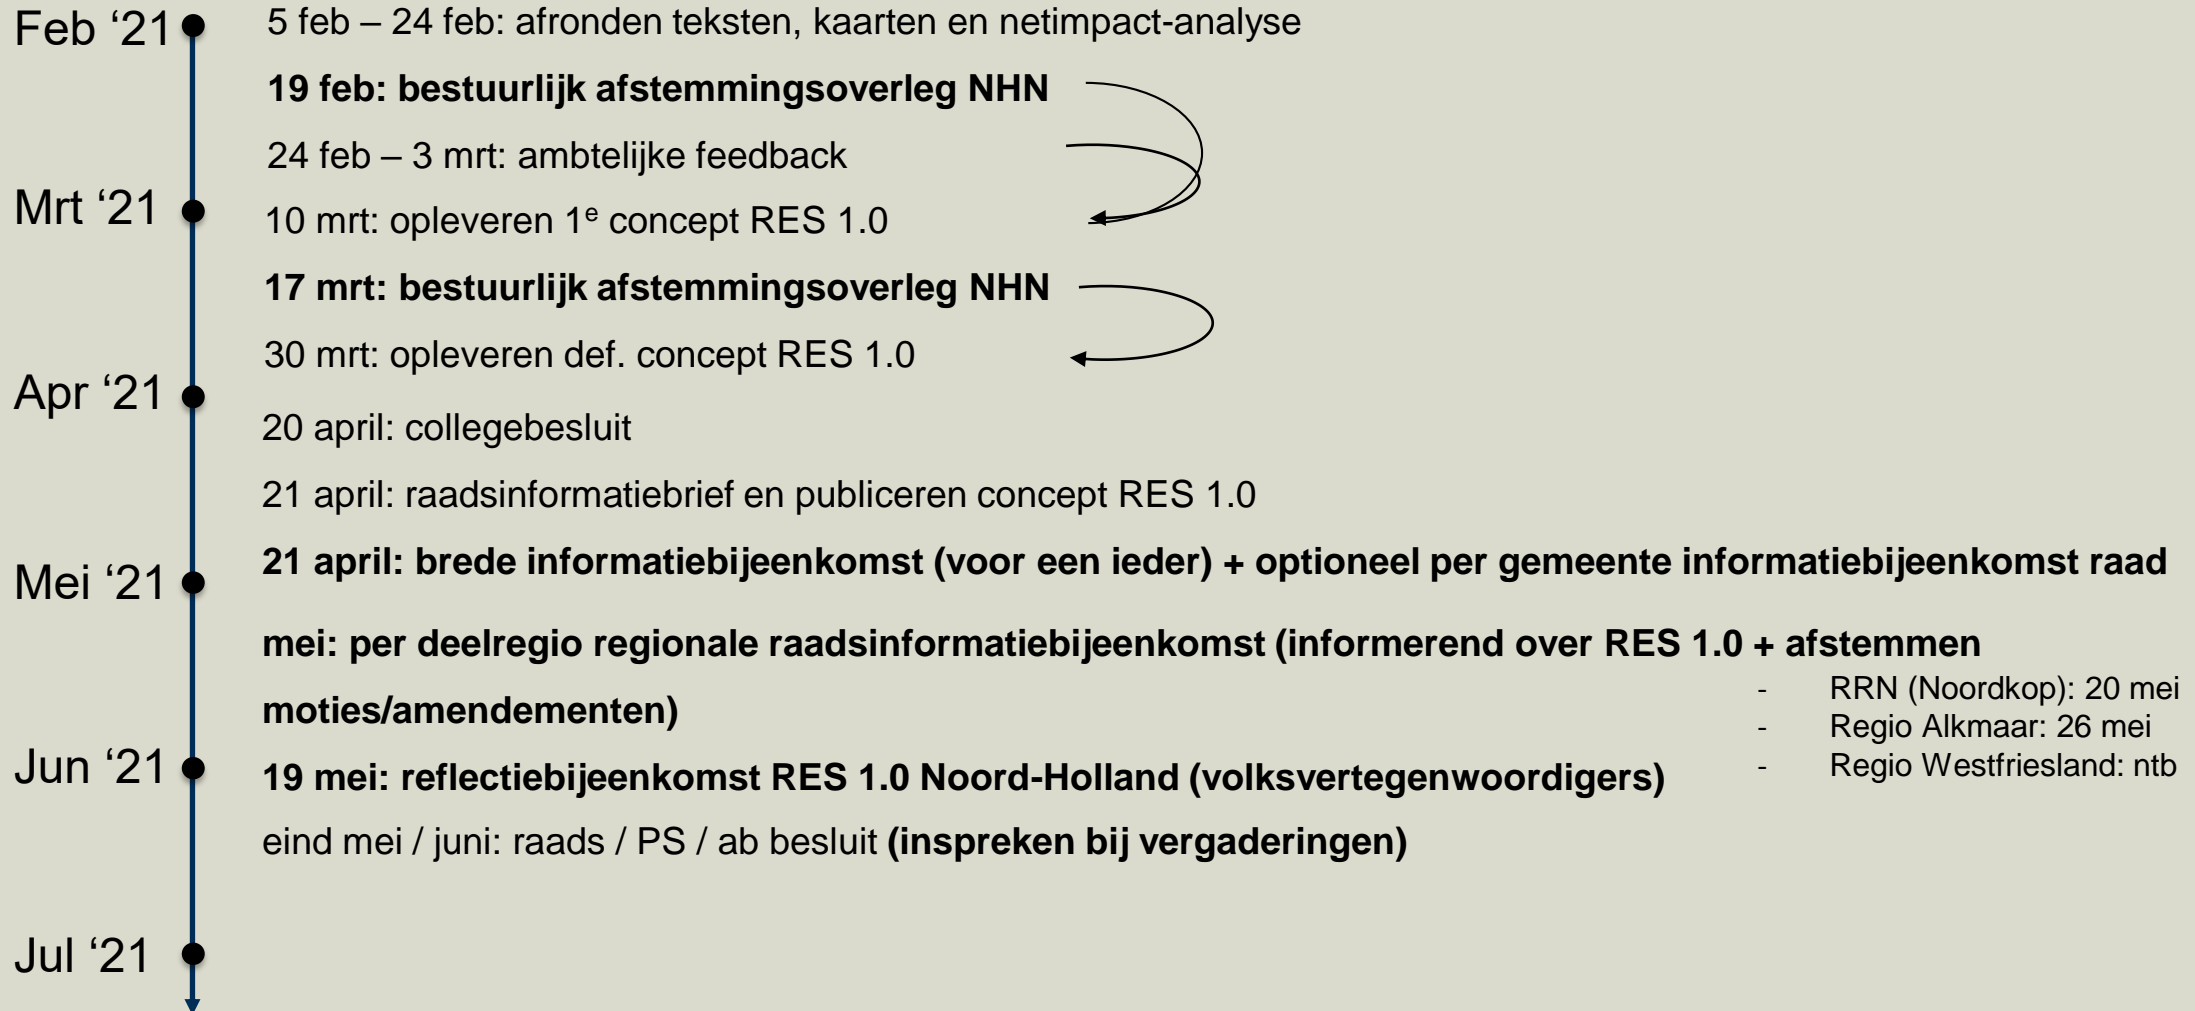 Feb ‘21
5 feb – 24 feb: afronden teksten, kaarten en netimpact-analyse
19 feb: bestuurlijk afstemmingsoverleg NHN
24 feb – 3 mrt: ambtelijke feedback
Mrt ‘21
10 mrt: opleveren 1e concept RES 1.0
17 mrt: bestuurlijk afstemmingsoverleg NHN
30 mrt: opleveren def. concept RES 1.0
Apr ‘21
20 april: collegebesluit
21 april: raadsinformatiebrief en publiceren concept RES 1.0
21 april: brede informatiebijeenkomst (voor een ieder) + optioneel per gemeente informatiebijeenkomst raad
Mei ‘21
mei: per deelregio regionale raadsinformatiebijeenkomst (informerend over RES 1.0 + afstemmen
moties/amendementen)
- RRN (Noordkop): 20 mei
- Regio Alkmaar: 26 mei
- Regio Westfriesland: ntb
Jun ‘21
19 mei: reflectiebijeenkomst RES 1.0 Noord-Holland (volksvertegenwoordigers)
eind mei / juni: raads / PS / ab besluit (inspreken bij vergaderingen)
Jul ‘21